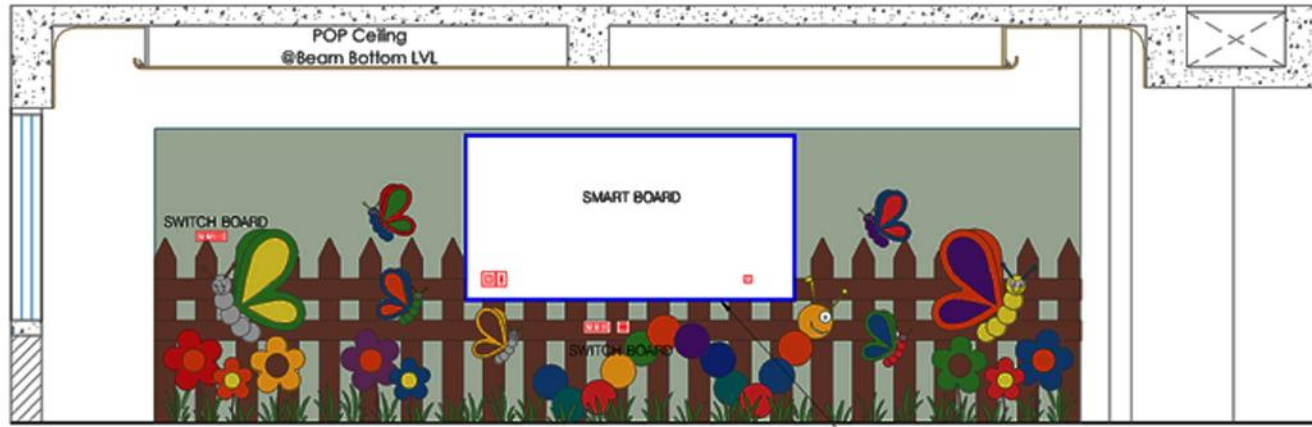 POP Ceiling
@Beam Bottom LVL
SMART BOARD
SWITCH BOARD
SWITCH BOARD